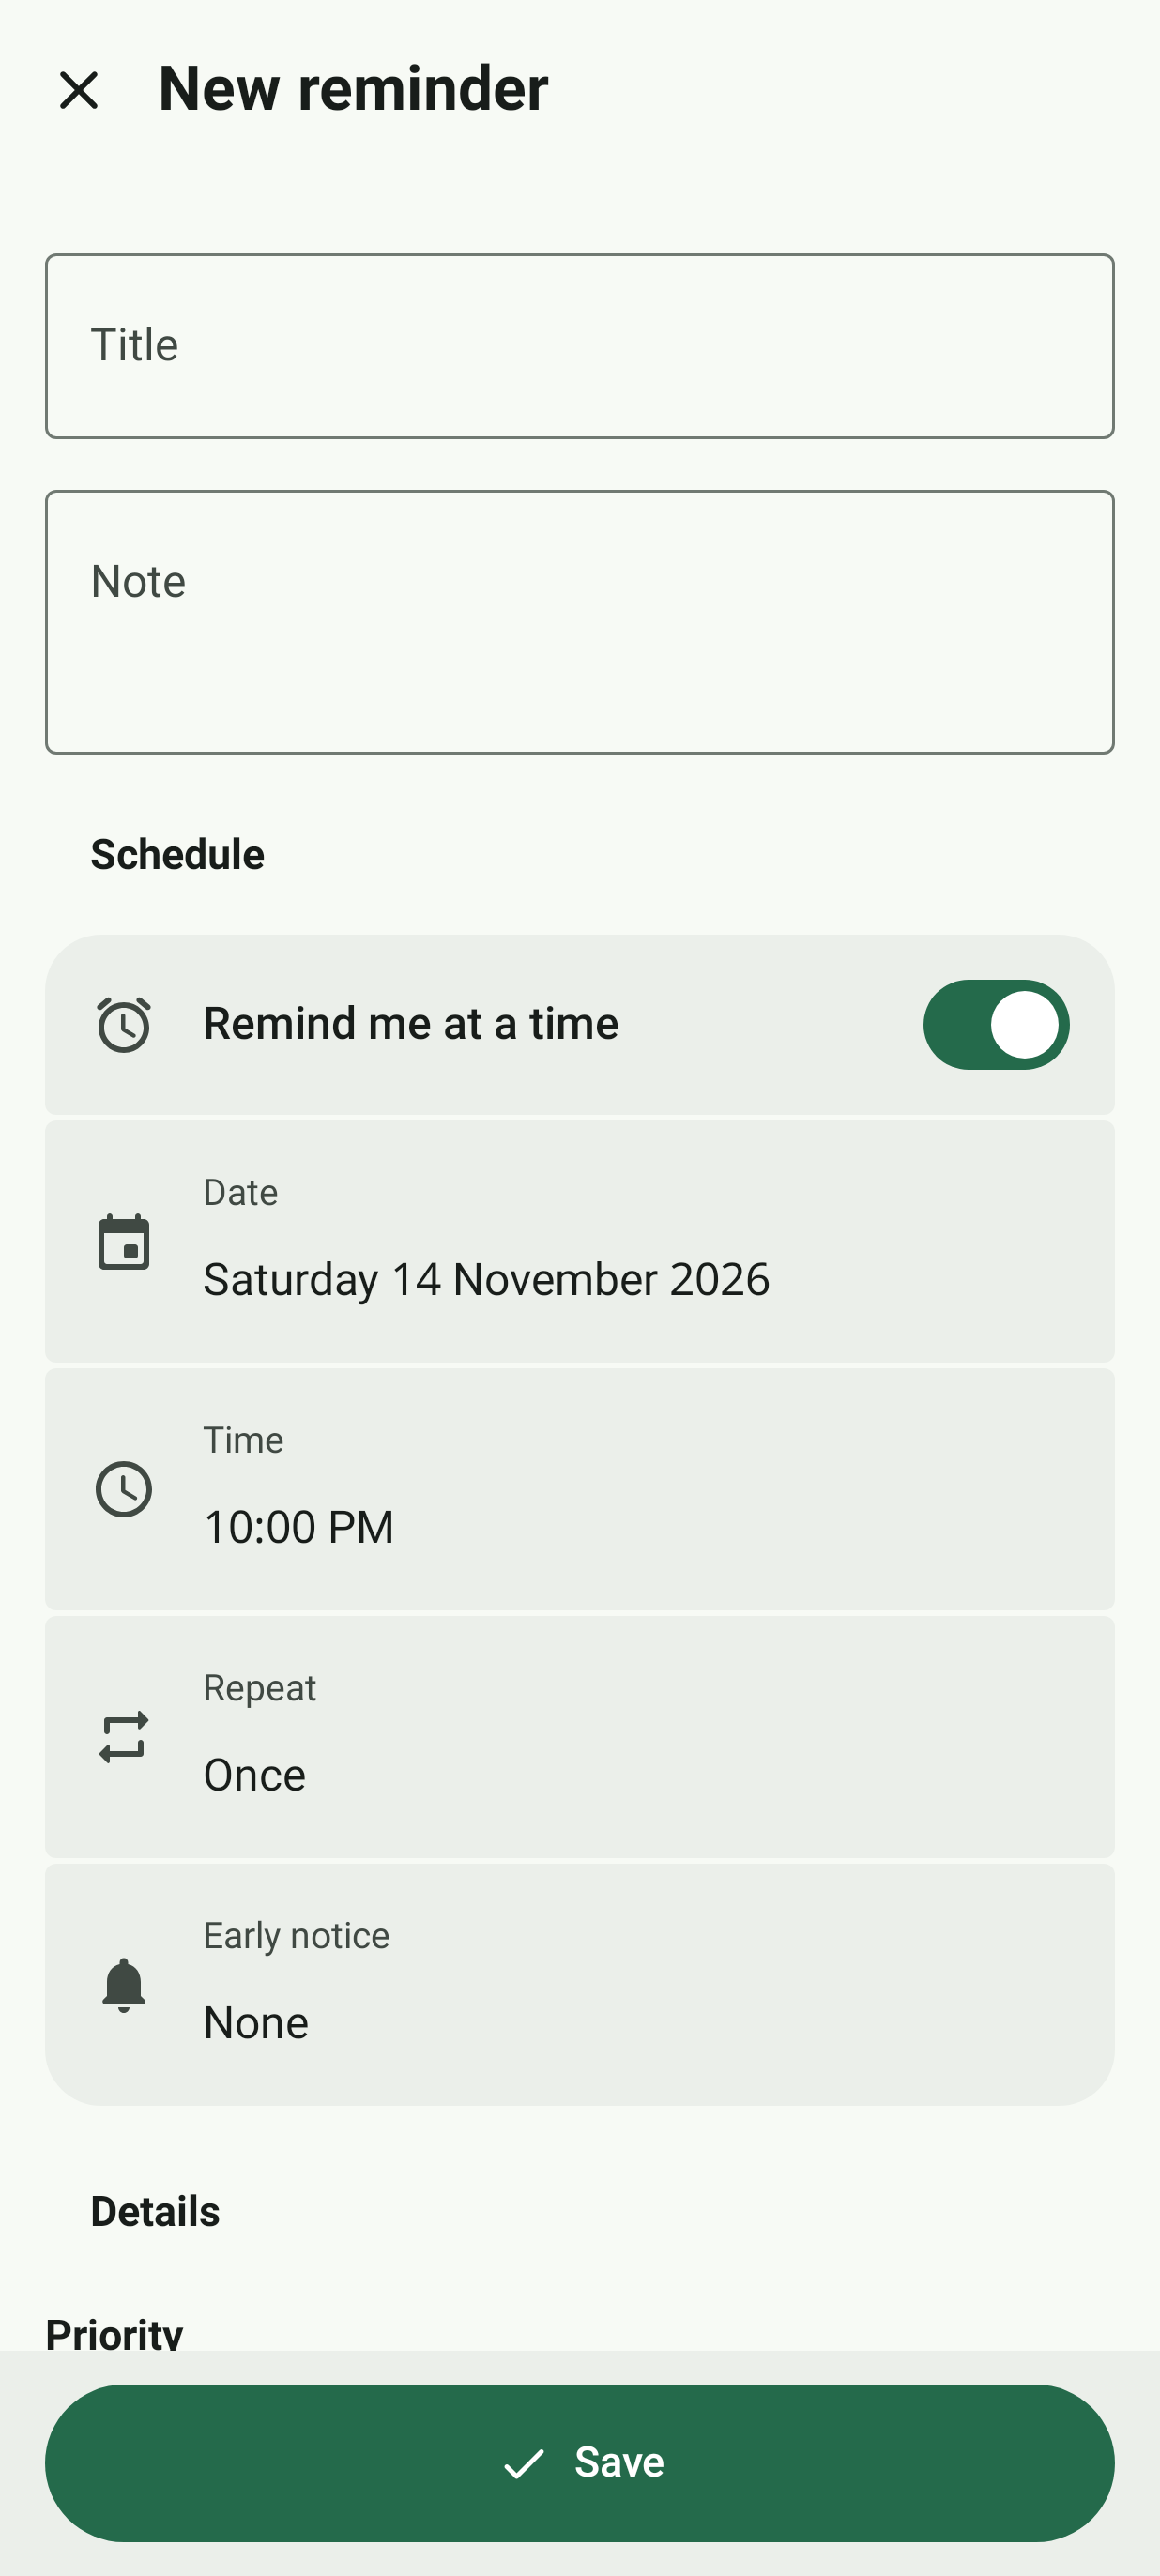 New reminder
Title
Note
Schedule
Remind me at a time
Date
Saturday 14 November 2026
Time
10:00 PM
Repeat
Once
Early notice
None
Details
Priority
Save